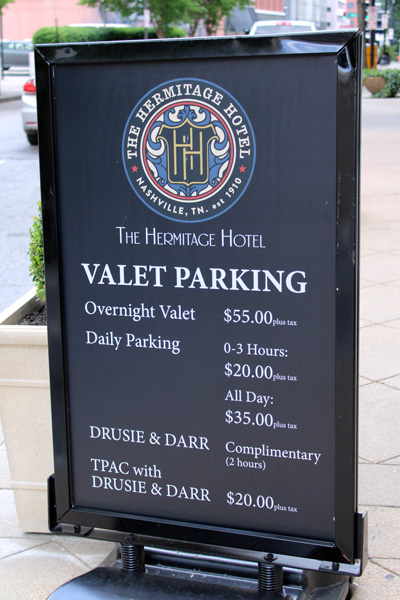 THE HERMITAGE HOTEL
NASHVILLE, TN. est 1910
H H
THE HERMITAGE HOTEL
VALET PARKING
Overnight Valet $55.00 plus tax
Daily Parking 0-3 Hours:
$20.00 plus tax
All Day:
$35.00 plus tax
DRUSIE & DARR Complimentary
(2 hours)
TPAC with
DRUSIE & DARR $20.00 plus tax